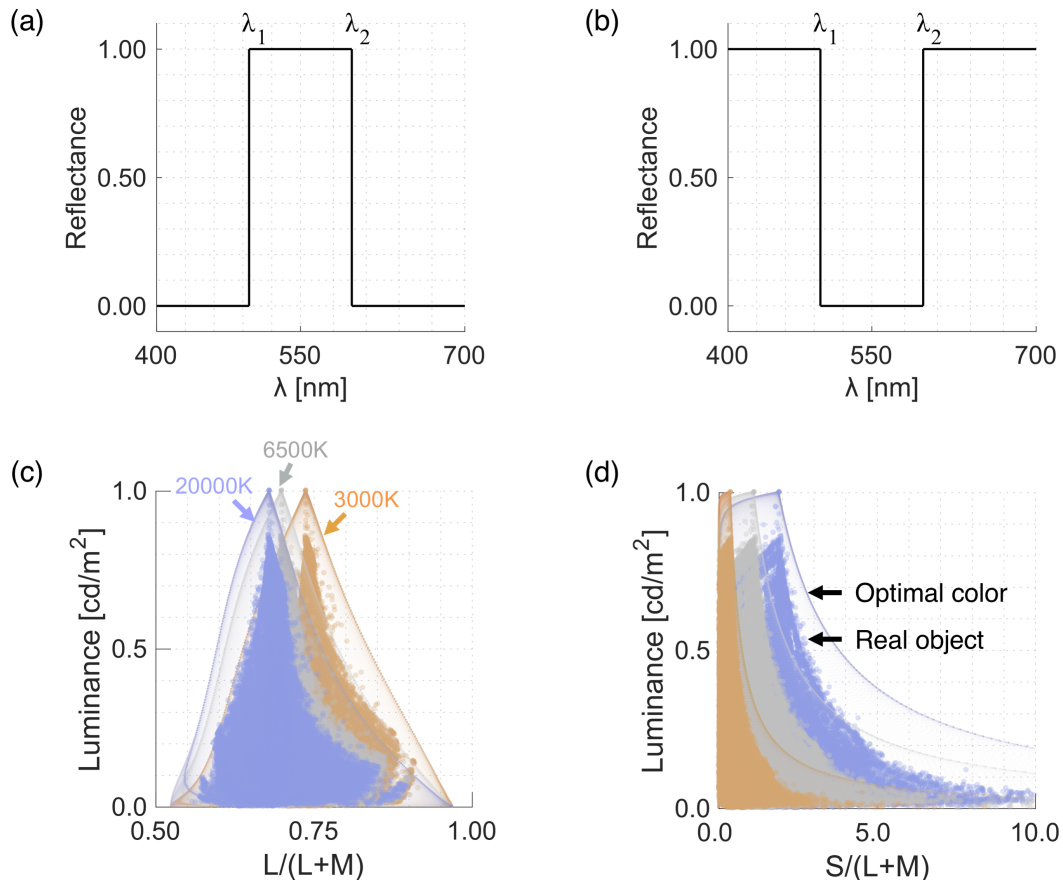 (a)
λ1 λ2
1.00
0.50
0.00
Reflectance
400 550 700
λ [nm]
(b)
λ1 λ2
1.00
0.50
0.00
Reflectance
400 550 700
λ [nm]
(c)
6500K
20000K
3000K
1.0
0.5
0.0
Luminance [cd/m2]
0.50 0.75 1.00
L/(L+M)
(d)
1.0
0.5
0.0
Luminance [cd/m2]
Optimal color
Real object
0.0 5.0 10.0
S/(L+M)